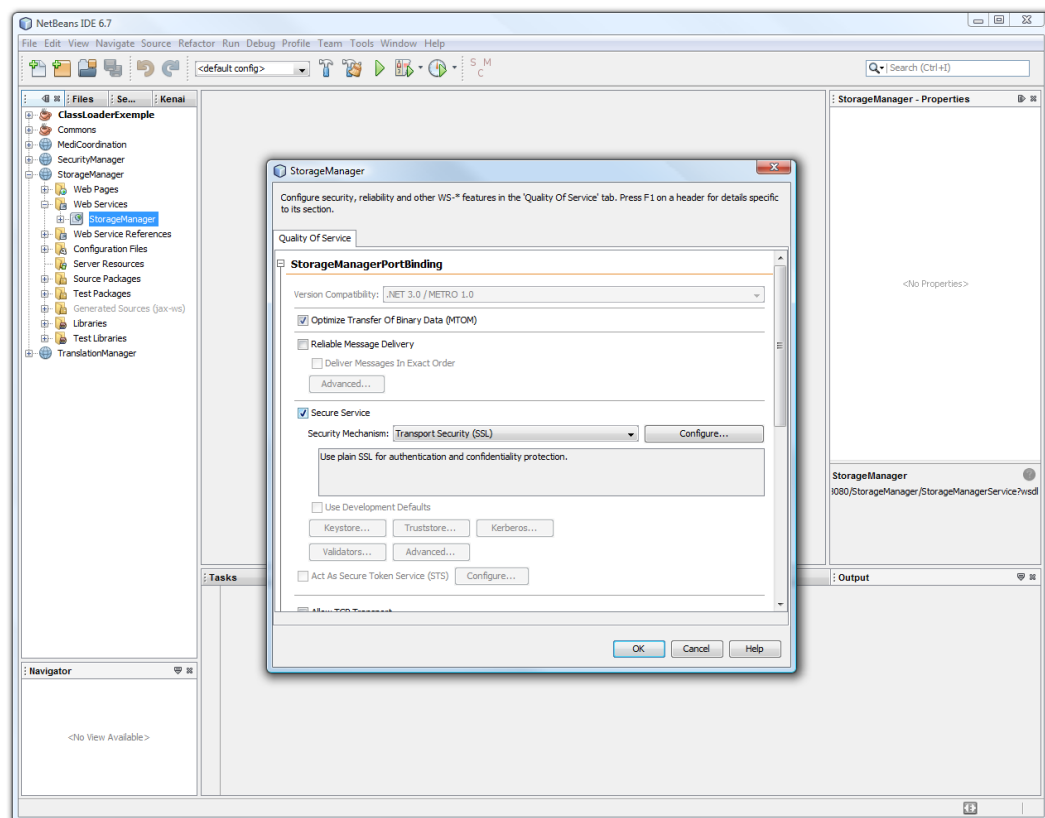 NetBeans IDE 6.7
File Edit View Navigate Source Refactor Run Debug Profile Team Tools Window Help
<default config>
S M
C
Search (Ctrl+I)
Files Se... Kenai
ClassLoaderExemple
Commons
MediCoordination
SecurityManager
StorageManager
Web Pages
Web Services
StorageManager
Web Service References
Configuration Files
Server Resources
Source Packages
Test Packages
Generated Sources (jax-ws)
Libraries
Test Libraries
TranslationManager
Navigator
<No View Available>
StorageManager
Configure security, reliability and other WS-* features in the 'Quality Of Service' tab. Press F1 on a header for details specific
to its section.
Quality Of Service
StorageManagerPortBinding
Version Compatibility: .NET 3.0 / METRO 1.0
Optimize Transfer Of Binary Data (MTOM)
Reliable Message Delivery
Deliver Messages In Exact Order
Advanced...
Secure Service
Security Mechanism: Transport Security (SSL) Configure...
Use plain SSL for authentication and confidentiality protection.
Use Development Defaults
Keystore... Truststore... Kerberos...
Validators... Advanced...
Act As Secure Token Service (STS) Configure...
Allow TCP Transport
OK Cancel Help
Tasks
StorageManager - Properties
<No Properties>
StorageManager
8080/StorageManager/StorageManagerService?wsdl
Output